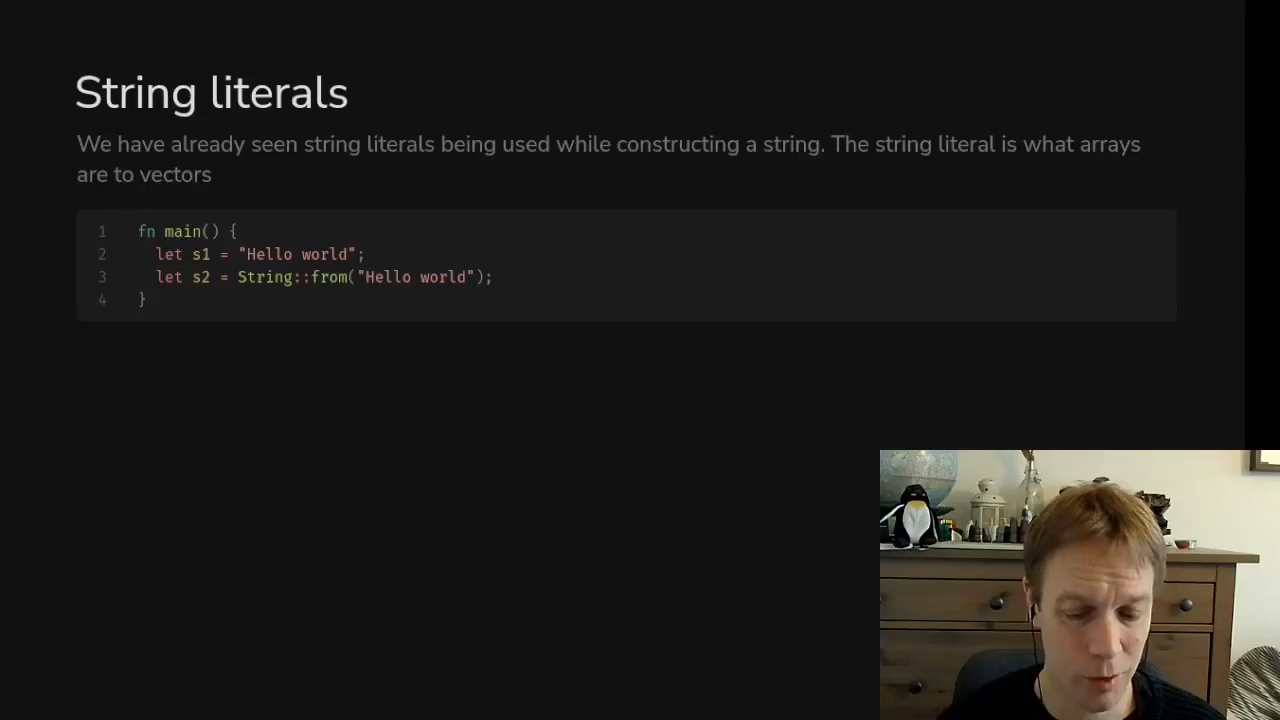 String literals
We have already seen string literals being used while constructing a string. The string literal is what arrays
are to vectors
1 fn main() {
2 let s1 = "Hello world";
3 let s2 = String::from("Hello world");
4 }